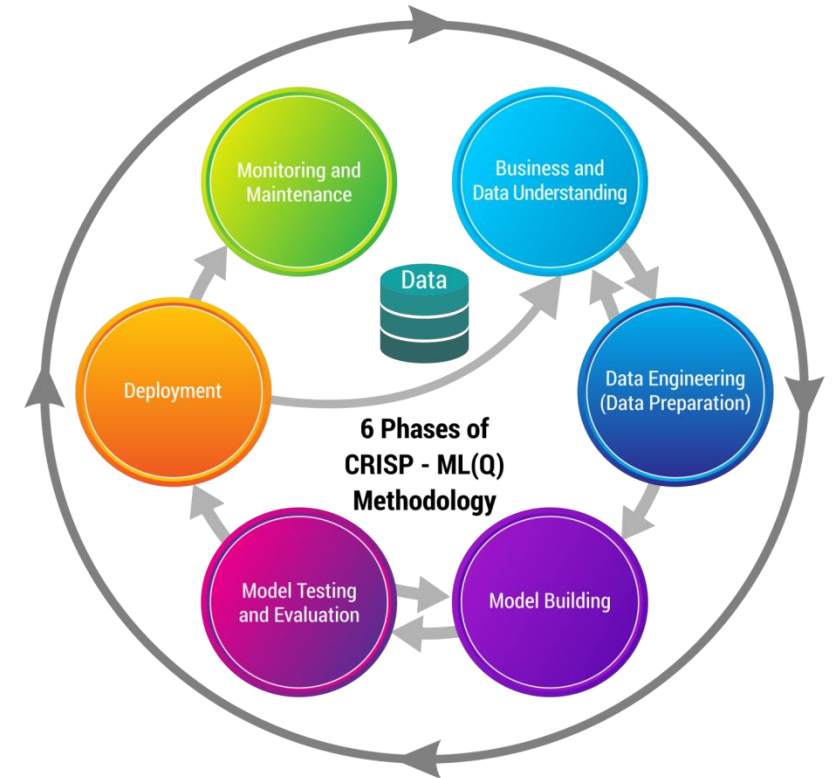 Monitoring and
Maintenance
Business and
Data Understanding
Data
Deployment
Data Engineering
(Data Preparation)
6 Phases of
CRISP - ML(Q)
Methodology
Model Testing
and Evaluation
Model Building